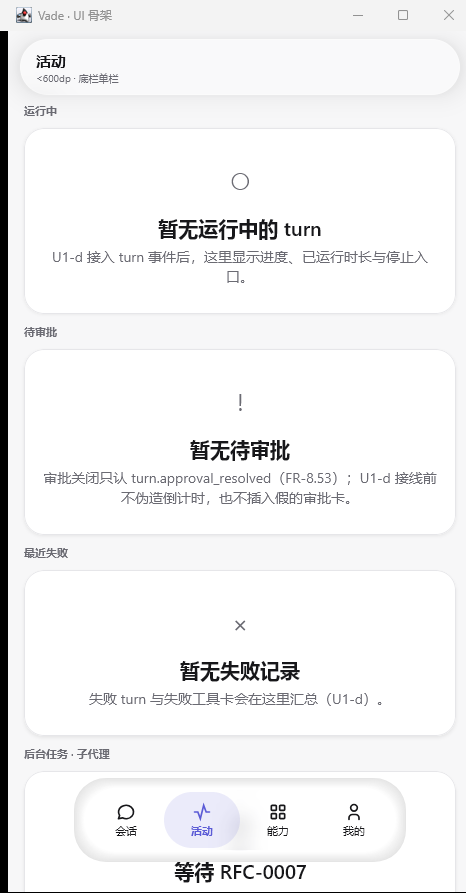 Vade · UI 骨架
活动
<600dp · 底栏单栏
运行中
暂无运行中的 turn
U1-d 接入 turn 事件后，这里显示进度、已运行时长与停止入
口。
待审批
!
暂无待审批
审批关闭只认 turn.approval_resolved（FR-8.53）；U1-d 接线前
不伪造倒计时，也不插入假的审批卡。
最近失败
×
暂无失败记录
失败 turn 与失败工具卡会在这里汇总（U1-d）。
后台任务 · 子代理
会话
活动
能力
我的
等待 RFC-0007